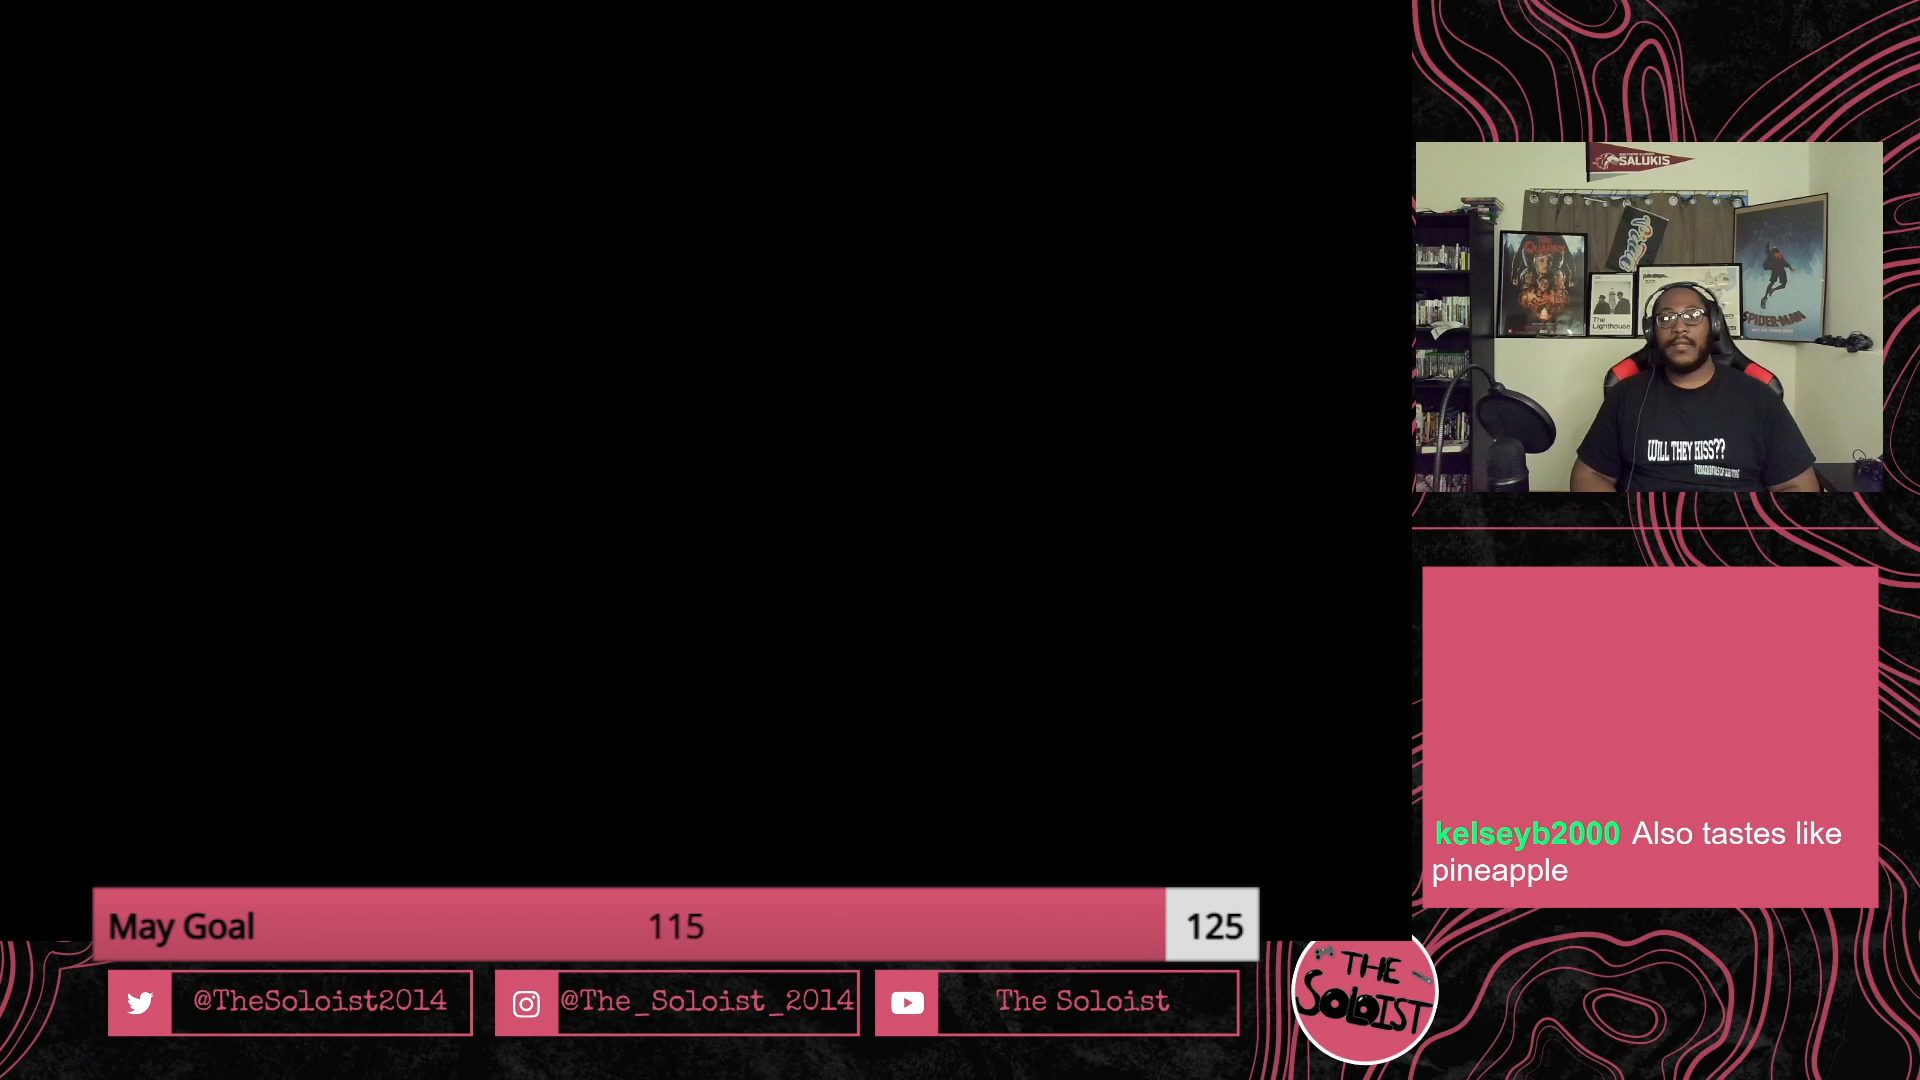 SALUKIS
The
Lighthouse
SPIDER-MAN
WILL THEY KISS??
kelseyb2000 Also tastes like
pineapple
May Goal 115 125
@TheSoloist2014 @The_Soloist_2014 The Soloist
THE
SOLOIST